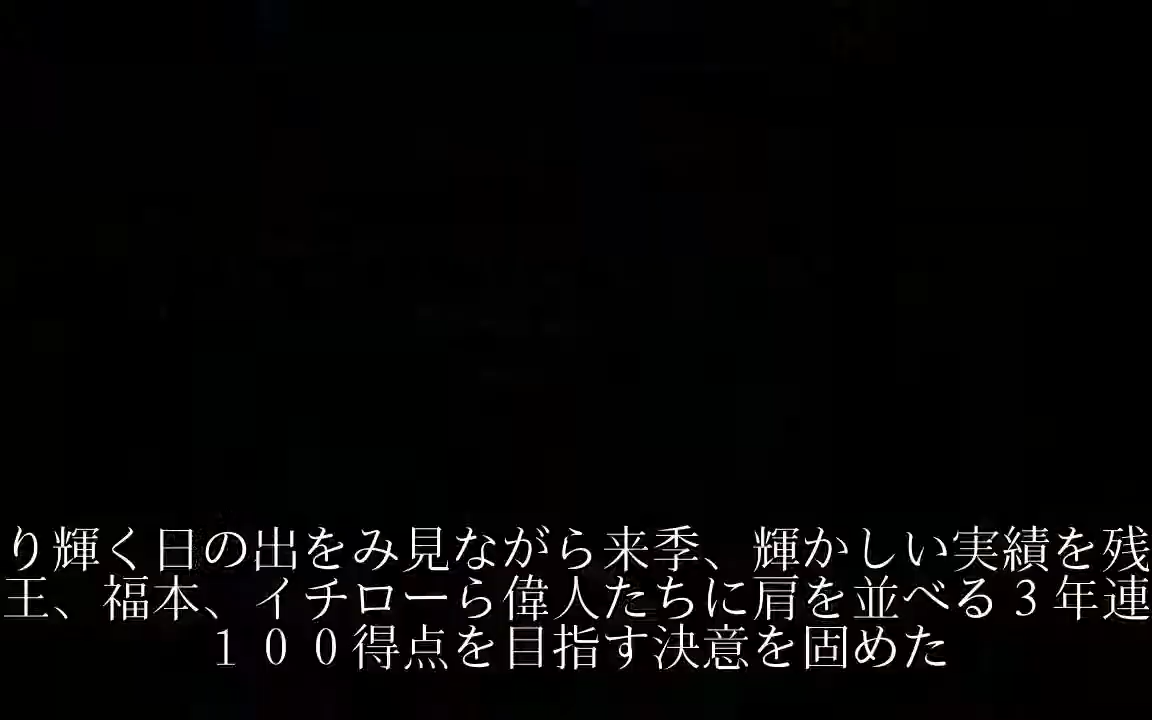 り輝く日の出をみ見ながら来季、輝かしい実績を残
王、福本、イチローら偉人たちに肩を並べる３年連
１００得点を目指す決意を固めた